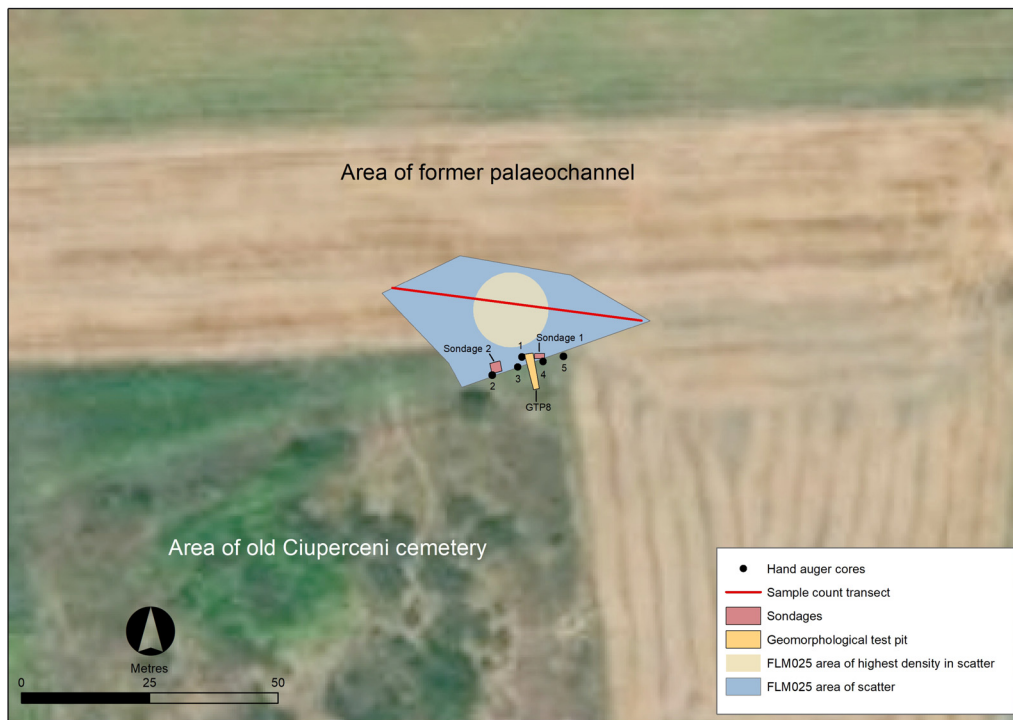 Area of former palaeochannel
Sondage 1
Sondage 2
1
2
3
4
5
GTP8
Area of old Ciuperceni cemetery
Metres
0 25 50
Hand auger cores
Sample count transect
Sondages
Geomorphological test pit
FLM025 area of highest density in scatter
FLM025 area of scatter